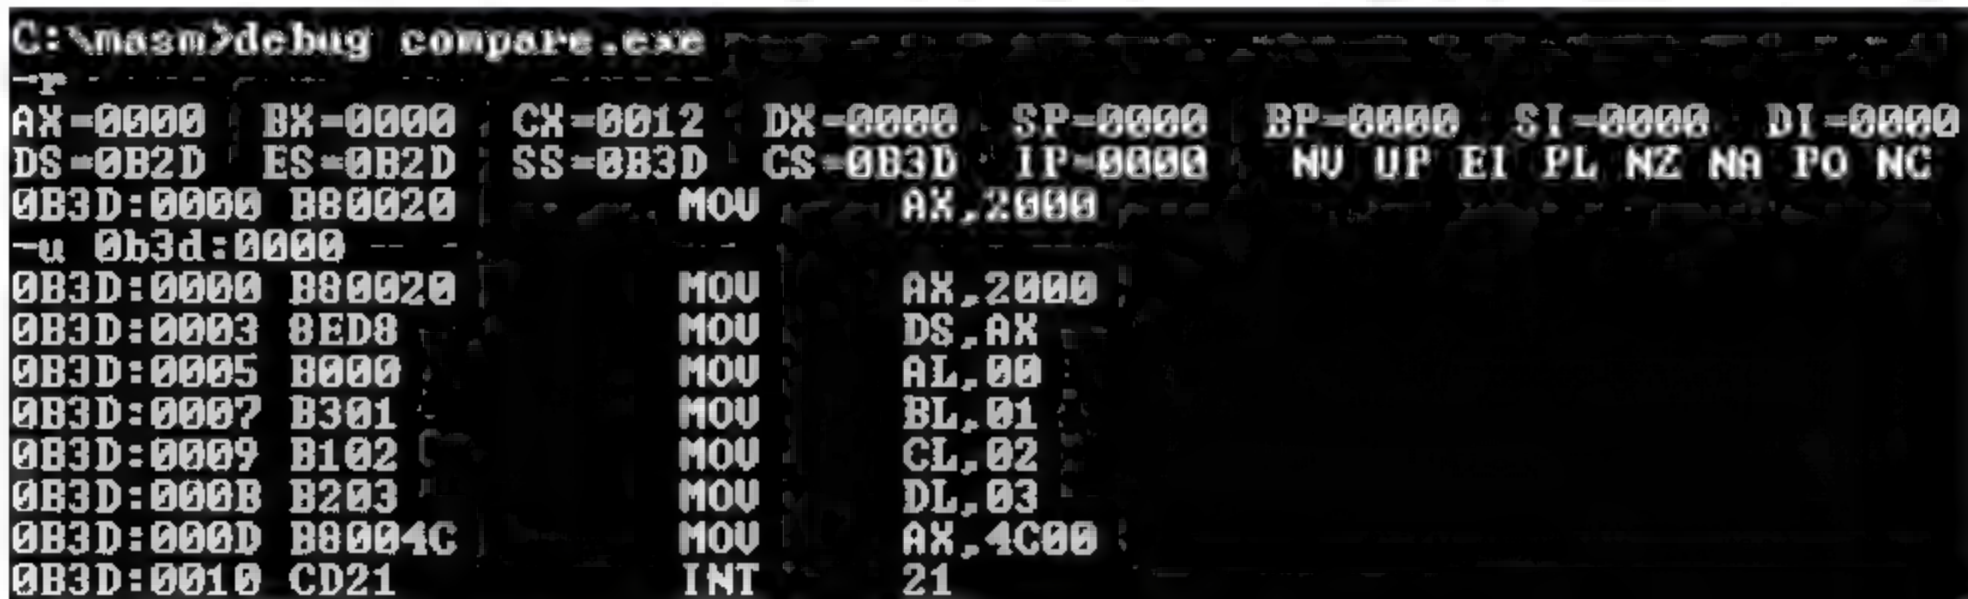 C:\masm>debug compare.exe
-r
AX=0000 BX=0000 CX=0012 DX=0000 SP=0000 BP=0000 SI=0000 DI=0000
DS=0B2D ES=0B2D SS=0B3D CS=0B3D IP=0000 NV UP EI PL NZ NA PO NC
0B3D:0000 B80020 MOV AX,2000
-u 0b3d:0000
0B3D:0000 B80020 MOV AX,2000
0B3D:0003 8ED8 MOV DS,AX
0B3D:0005 B000 MOV AL,00
0B3D:0007 B301 MOV BL,01
0B3D:0009 B102 MOV CL,02
0B3D:000B B203 MOV DL,03
0B3D:000D B8004C MOV AX,4C00
0B3D:0010 CD21 INT 21